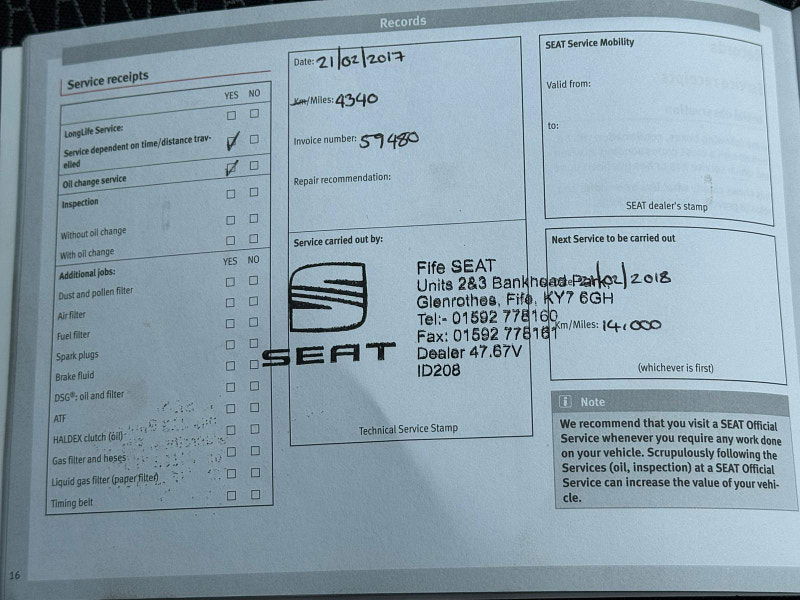 Records
Service receipts
YES NO
LongLife Service:
Service dependent on time/distance trav-
elled
Oil change service
Inspection
Without oil change
With oil change
YES NO
Additional jobs:
Dust and pollen filter
Air filter
Fuel filter
Spark plugs
Brake fluid
DSG®: oil and filter
ATF
HALDEX clutch (oil)
Gas filter and hoses
Liquid gas filter (paper filter)
Timing belt
Date: 21/02/2017
Km/Miles: 4340
Invoice number: 59480
Repair recommendation:
Service carried out by:
SEAT
Fife SEAT
Units 2&3 Bankhead Park
Glenrothes, Fife, KY7 6GH
Tel:- 01592 778160
Fax: 01592 778161
Dealer 47.67V
ID208
Technical Service Stamp
SEAT Service Mobility
Valid from:
to:
SEAT dealer's stamp
Next Service to be carried out
21/02/2018
Km/Miles: 14,000
(whichever is first)
i Note
We recommend that you visit a SEAT Official
Service whenever you require any work done
on your vehicle. Scrupulously following the
Services (oil, inspection) at a SEAT Official
Service can increase the value of your vehi-
cle.
16